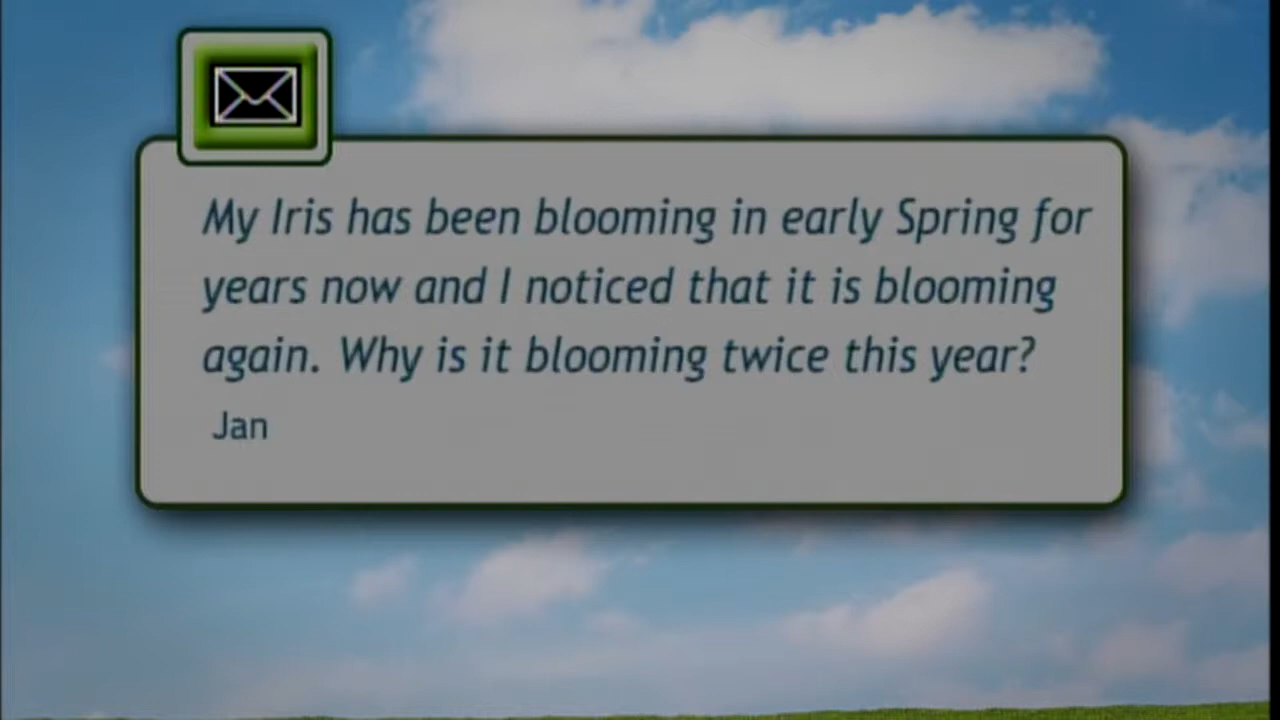 My Iris has been blooming in early Spring for
years now and I noticed that it is blooming
again. Why is it blooming twice this year?
Jan